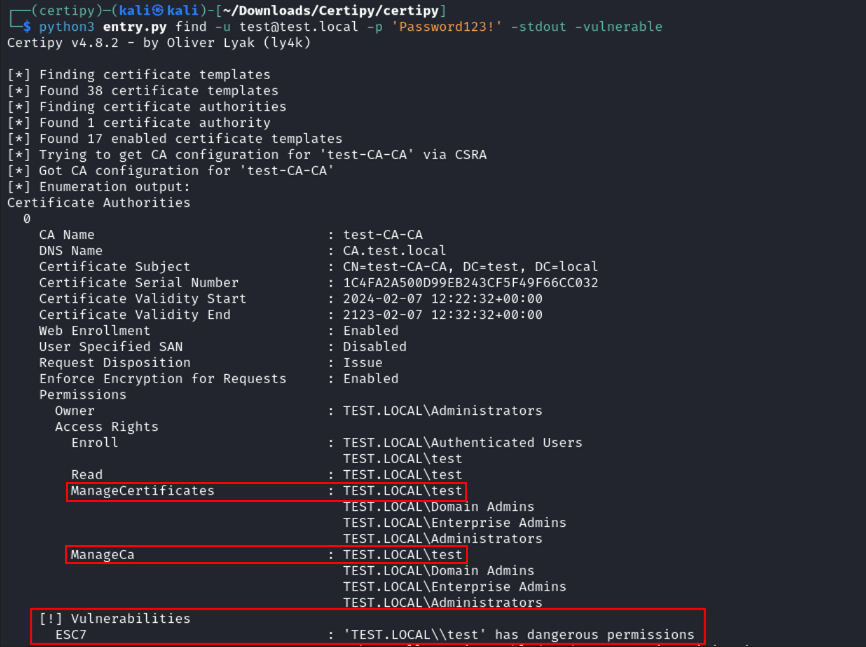 ┌──(certipy)─(kali㉿kali)-[~/Downloads/Certipy/certipy]
└─$ python3 entry.py find -u test@test.local -p 'Password123!' -stdout -vulnerable
Certipy v4.8.2 - by Oliver Lyak (ly4k)
[*] Finding certificate templates
[*] Found 38 certificate templates
[*] Finding certificate authorities
[*] Found 1 certificate authority
[*] Found 17 enabled certificate templates
[*] Trying to get CA configuration for 'test-CA-CA' via CSRA
[*] Got CA configuration for 'test-CA-CA'
[*] Enumeration output:
Certificate Authorities
0
CA Name : test-CA-CA
DNS Name : CA.test.local
Certificate Subject : CN=test-CA-CA, DC=test, DC=local
Certificate Serial Number : 1C4FA2A500D99EB243CF5F49F66CC032
Certificate Validity Start : 2024-02-07 12:22:32+00:00
Certificate Validity End : 2123-02-07 12:32:32+00:00
Web Enrollment : Enabled
User Specified SAN : Disabled
Request Disposition : Issue
Enforce Encryption for Requests : Enabled
Permissions
Owner : TEST.LOCAL\Administrators
Access Rights
Enroll : TEST.LOCAL\Authenticated Users
TEST.LOCAL\test
Read : TEST.LOCAL\test
ManageCertificates : TEST.LOCAL\test
TEST.LOCAL\Domain Admins
TEST.LOCAL\Enterprise Admins
TEST.LOCAL\Administrators
ManageCa : TEST.LOCAL\test
TEST.LOCAL\Domain Admins
TEST.LOCAL\Enterprise Admins
TEST.LOCAL\Administrators
[!] Vulnerabilities
ESC7 : 'TEST.LOCAL\\test' has dangerous permissions